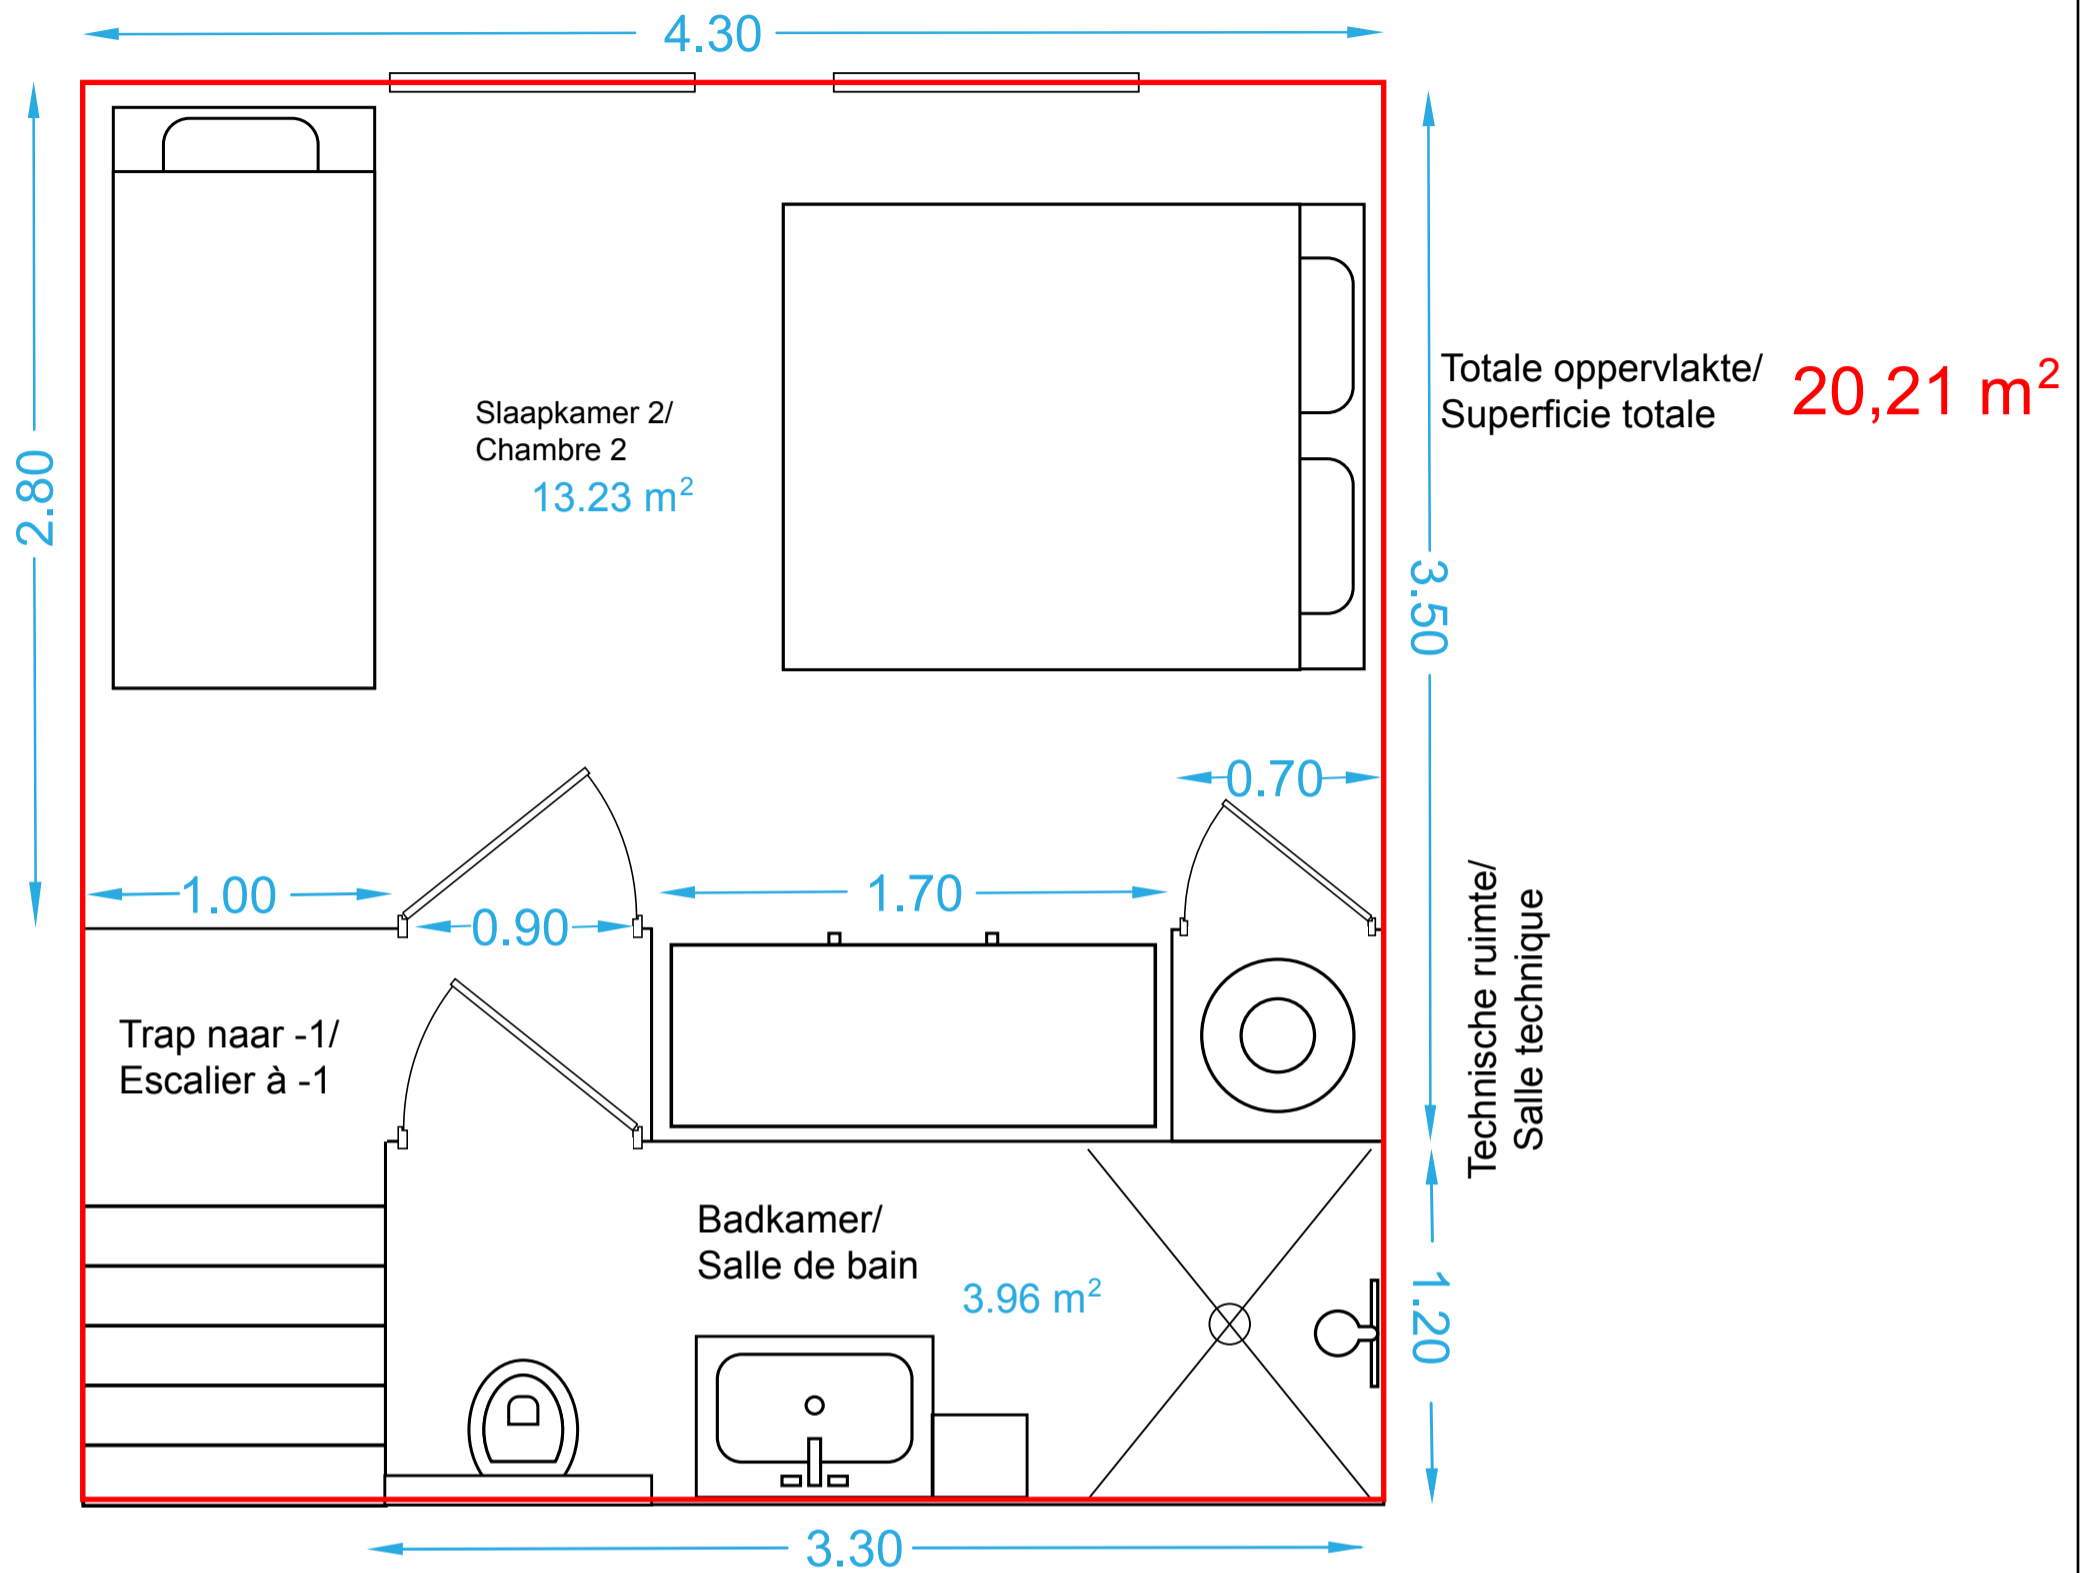 4.30
2.80
Slaapkamer 2/
Chambre 2
13.23 m²
Totale oppervlakte/
Superficie totale
20,21 m²
3.50
0.70
1.00
0.90
1.70
Technische ruimte/
Salle technique
Trap naar -1/
Escalier à -1
Badkamer/
Salle de bain
3.96 m²
1.20
3.30